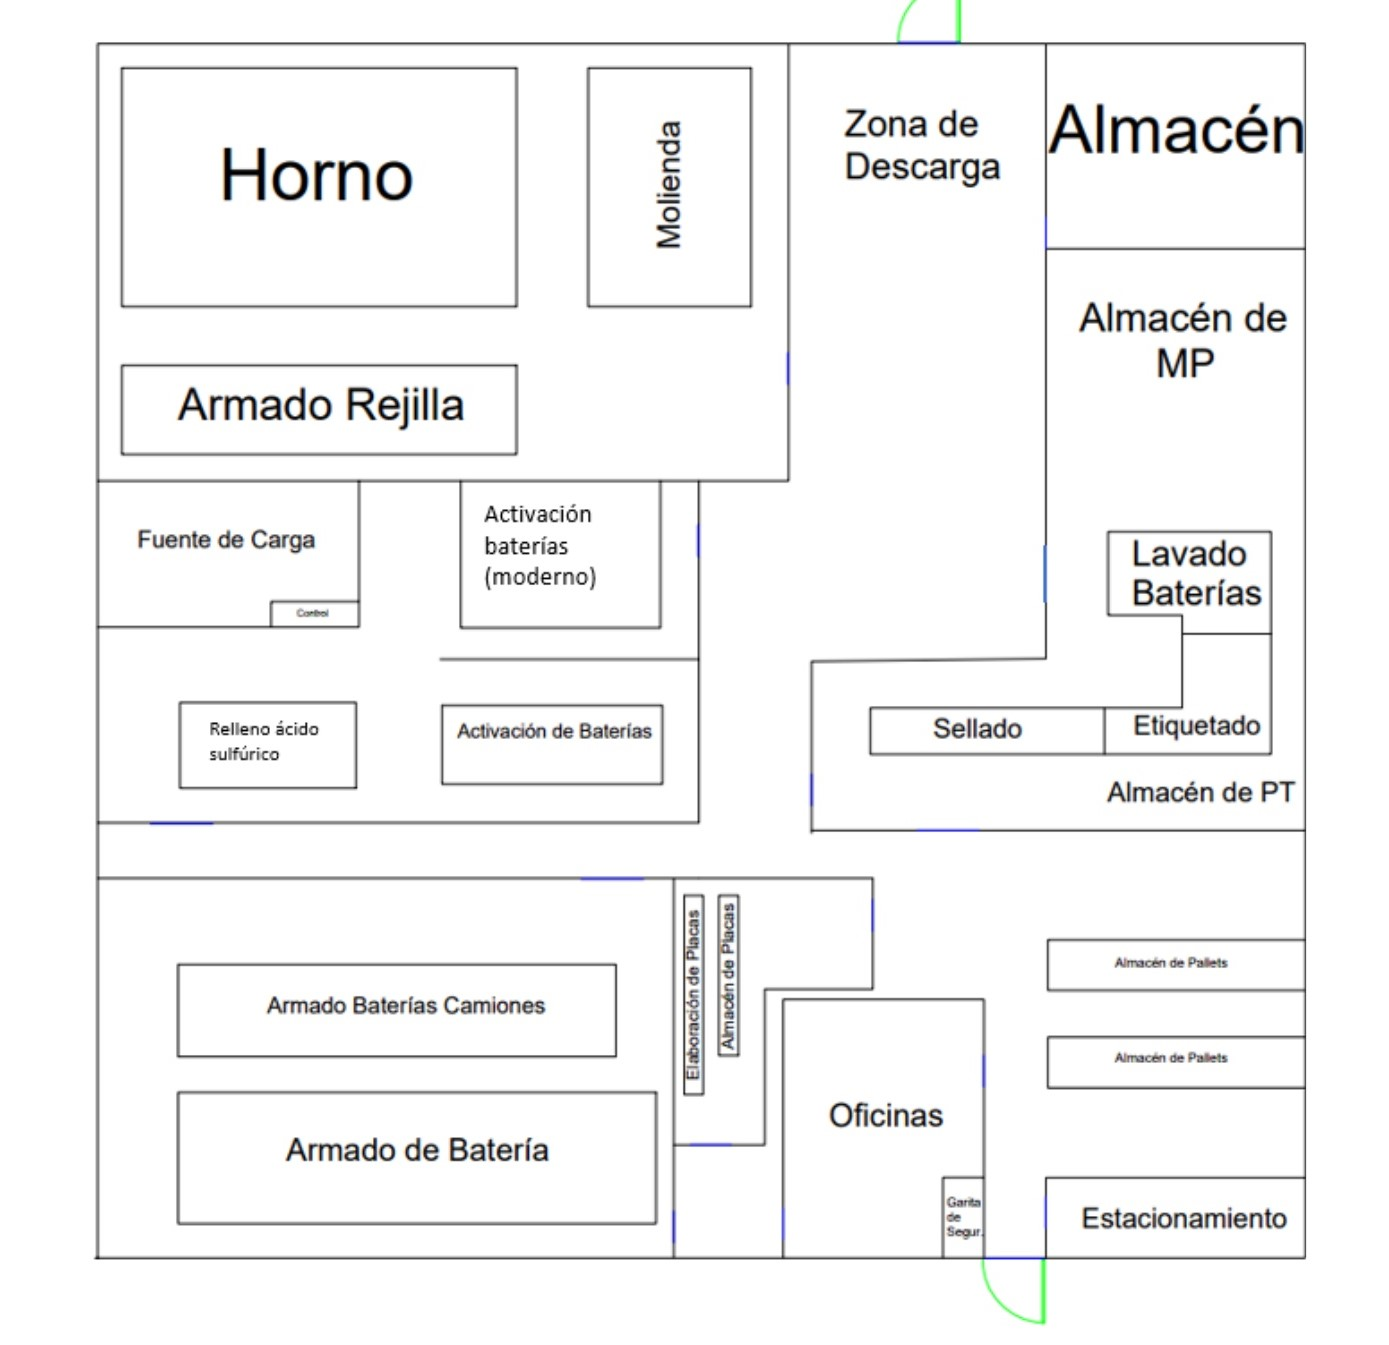 Horno
Molienda
Zona de
Descarga
Almacén
Almacén de
MP
Armado Rejilla
Fuente de Carga
Control
Activación
baterías
(moderno)
Lavado
Baterías
Relleno ácido
sulfúrico
Activación de Baterías
Sellado
Etiquetado
Almacén de PT
Armado Baterías Camiones
Elaboración de Placas
Almacén de Placas
Almacén de Pallets
Almacén de Pallets
Armado de Batería
Oficinas
Garita
de
Segur.
Estacionamiento